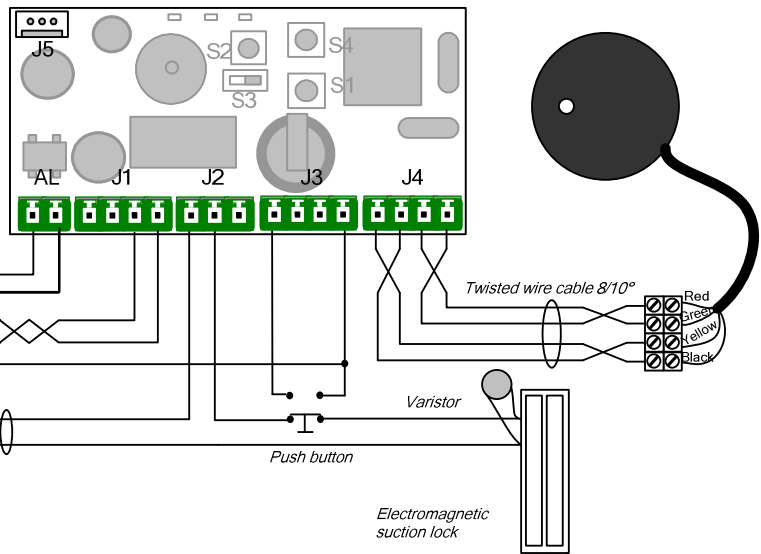 J5
S2
S4
S1
S3
AL
J1
J2
J3
J4
Twisted wire cable 8/10°
Red
Green
Yellow
Black
Varistor
Push button
Electromagnetic
suction lock